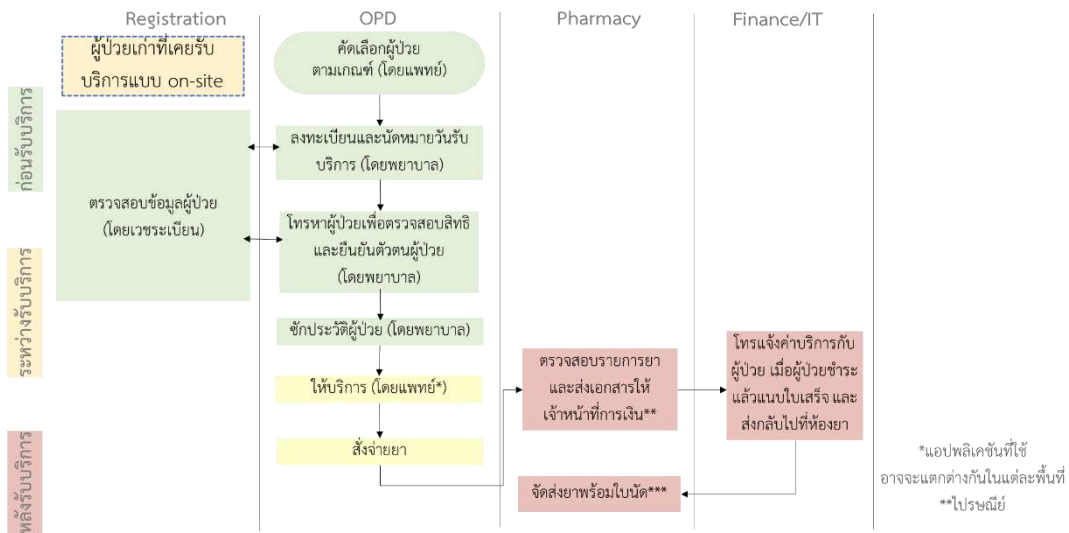 Registration
OPD
Pharmacy
Finance/IT
ผู้ป่วยเก่าที่เคยรับ
บริการแบบ on-site
คัดเลือกผู้ป่วย
ตามเกณฑ์ (โดยแพทย์)
ก่อนรับบริการ
ลงทะเบียนและนัดหมายวันรับ
บริการ (โดยพยาบาล)
ตรวจสอบข้อมูลผู้ป่วย
(โดยเวชระเบียน)
โทรหาผู้ป่วยเพื่อตรวจสอบสิทธิ
และยืนยันตัวตนผู้ป่วย
(โดยพยาบาล)
ระหว่างรับบริการ
ซักประวัติผู้ป่วย (โดยพยาบาล)
ให้บริการ (โดยแพทย์*)
สั่งจ่ายยา
ตรวจสอบรายการยา
และส่งเอกสารให้
เจ้าหน้าที่การเงิน**
โทรแจ้งค่าบริการกับ
ผู้ป่วย เมื่อผู้ป่วยชำระ
แล้วแนบใบเสร็จ และ
ส่งกลับไปที่ห้องยา
หลังรับบริการ
จัดส่งยาพร้อมใบนัด***
*แอปพลิเคชันที่ใช้
อาจจะแตกต่างกันในแต่ละพื้นที่
**ไปรษณีย์